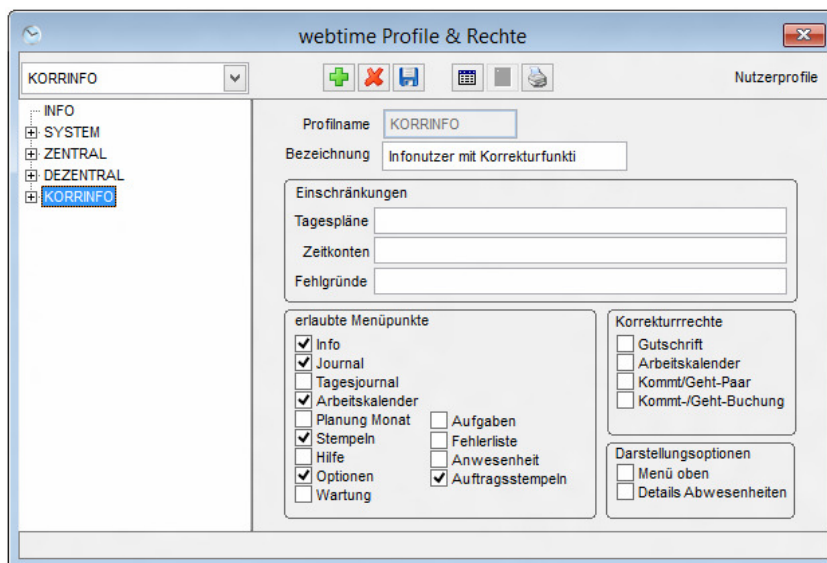 webtime Profile & Rechte
KORRINFO
Nutzerprofile
INFO
SYSTEM
ZENTRAL
DEZENTRAL
KORRINFO
Profilname KORRINFO
Bezeichnung Infonutzer mit Korrekturfunkti
Einschränkungen
Tagespläne
Zeitkonten
Fehlgründe
erlaubte Menüpunkte
Info
Journal
Tagesjournal
Arbeitskalender
Planung Monat
Stempeln
Hilfe
Optionen
Wartung
Aufgaben
Fehlerliste
Anwesenheit
Auftragsstempeln
Korrekturrrechte
Gutschrift
Arbeitskalender
Kommt/Geht-Paar
Kommt-/Geht-Buchung
Darstellungsoptionen
Menü oben
Details Abwesenheiten